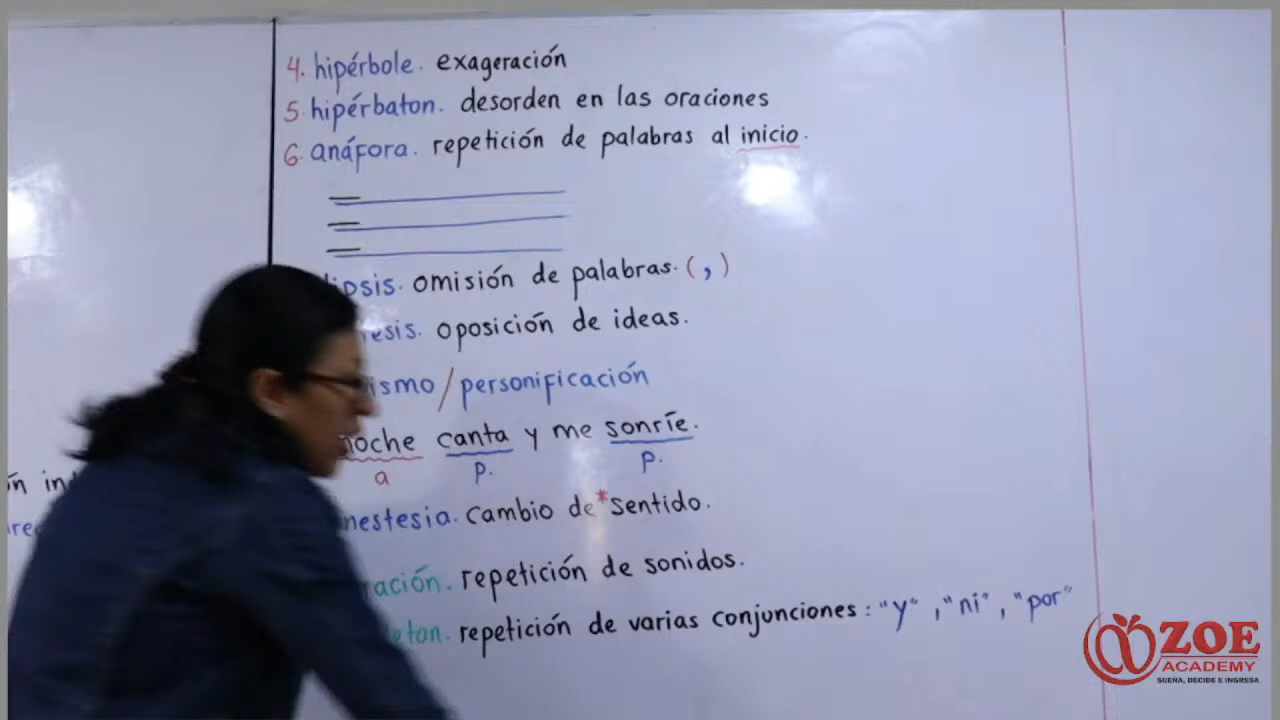 4. hipérbole. exageración
5. hipérbaton. desorden en las oraciones
6. anáfora. repetición de palabras al inicio.
omisión de palabras. (,)
oposición de ideas.
/personificación
noche canta y me sonríe.
a p. p.
cambio de *sentido.
repetición de sonidos.
repetición de varias conjunciones: "y", "ni", "por"
ZOE
ACADEMY
SUEÑA, DECIDE E INGRESA